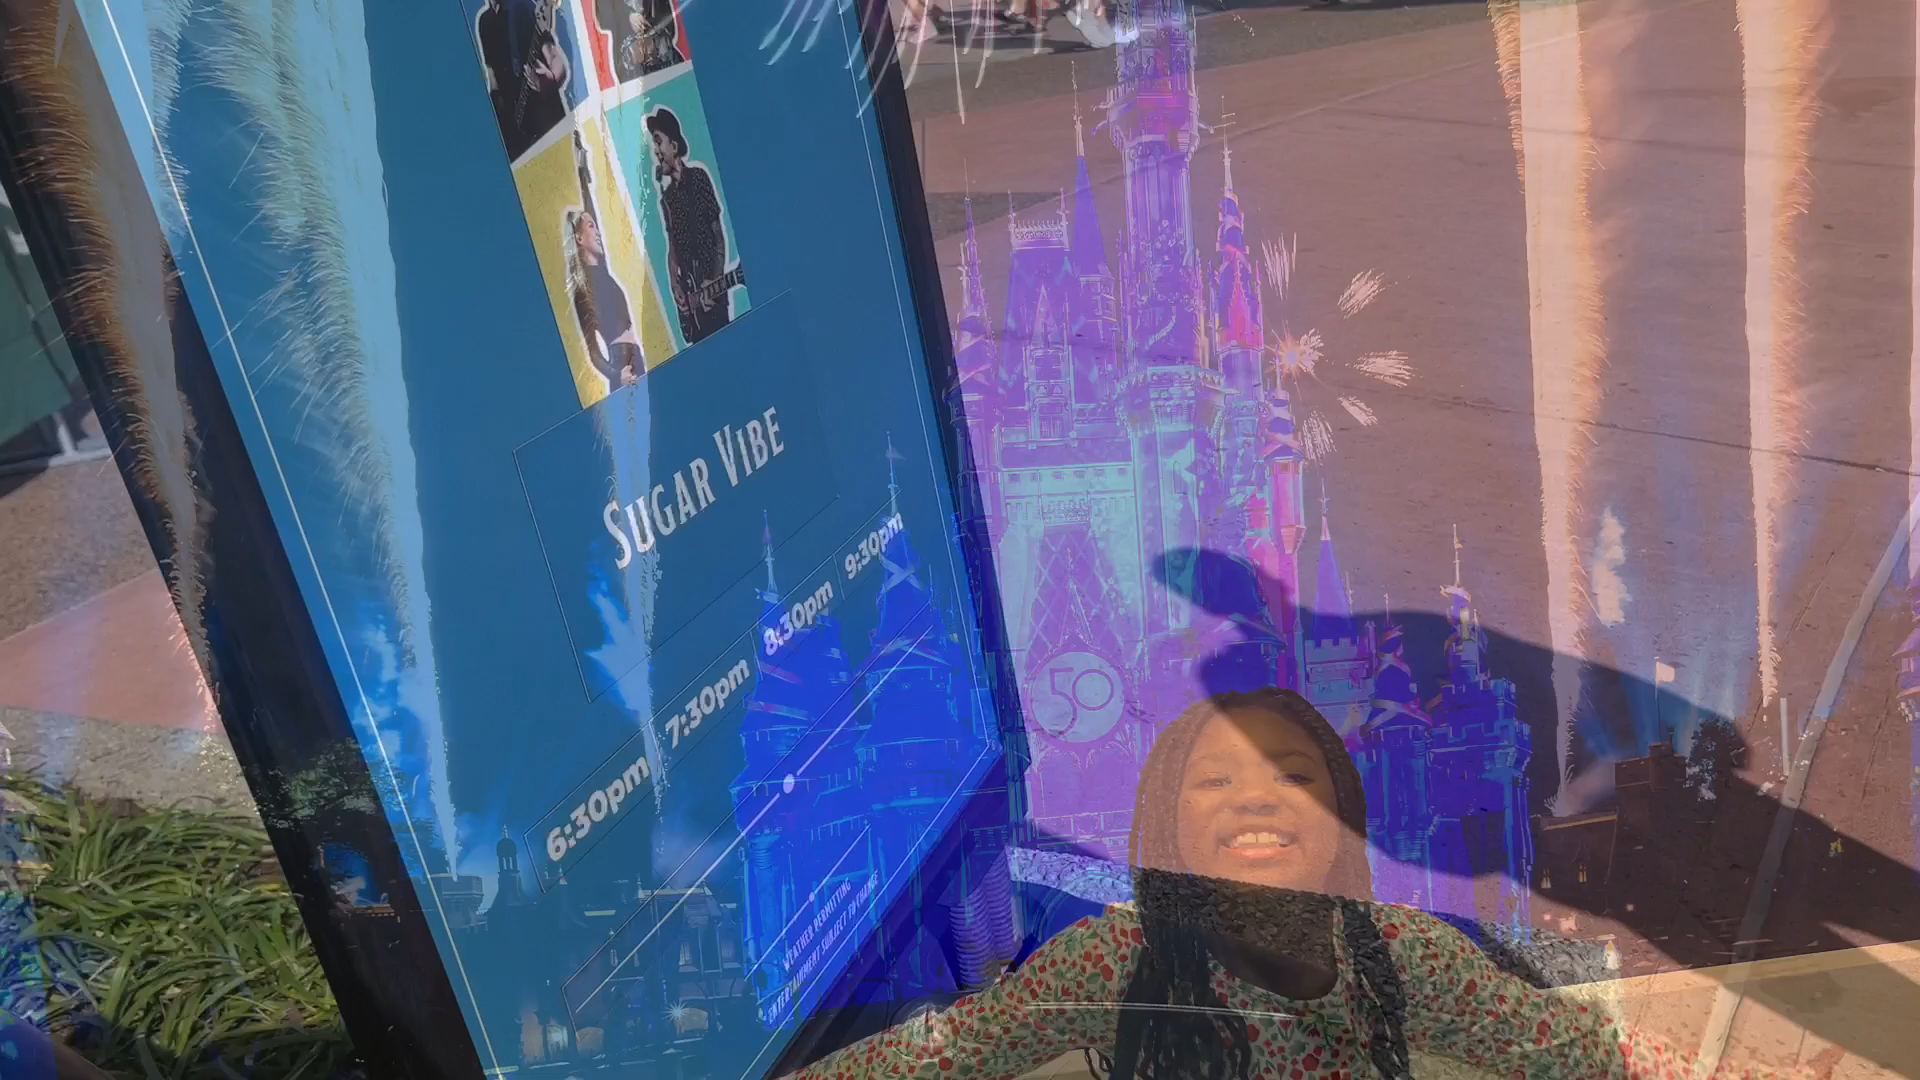 SUGAR VIBE
6:30pm
7:30pm
8:30pm
9:30pm
WEATHER PERMITTING
ENTERTAINMENT SUBJECT TO CHANGE
50